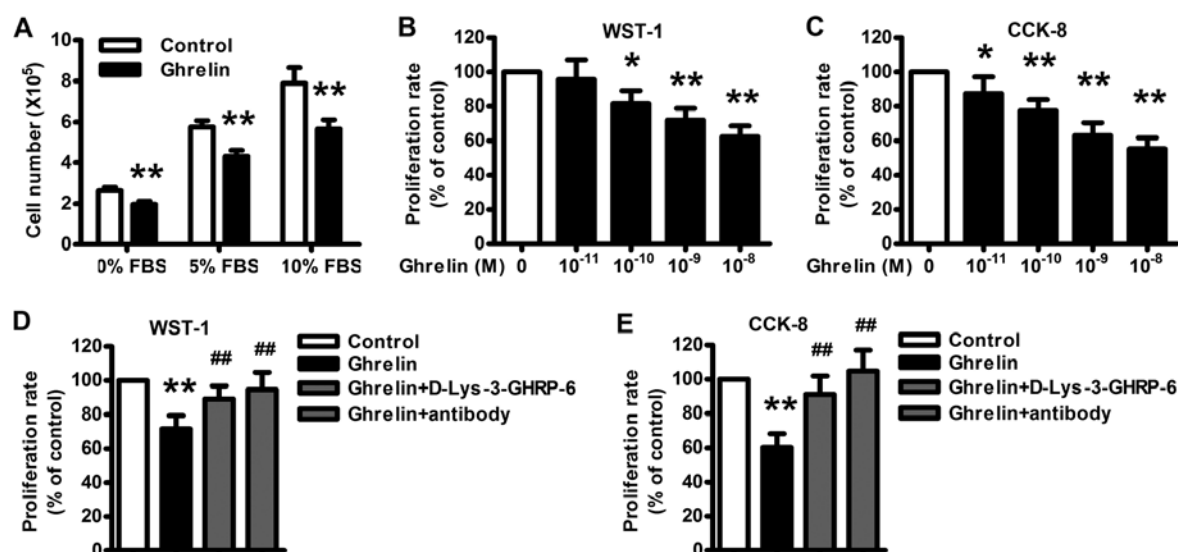 A
Control
Ghrelin
Cell number (X10⁵)
10
8
6
4
2
0
**
**
**
0% FBS 5% FBS 10% FBS
B
WST-1
Proliferation rate
(% of control)
120
100
80
60
40
20
0
*
**
**
Ghrelin (M) 0 10⁻¹¹ 10⁻¹⁰ 10⁻⁹ 10⁻⁸
C
CCK-8
Proliferation rate
(% of control)
120
100
80
60
40
20
0
*
**
**
**
Ghrelin (M) 0 10⁻¹¹ 10⁻¹⁰ 10⁻⁹ 10⁻⁸
D
WST-1
Proliferation rate
(% of control)
120
100
80
60
40
20
0
**
##
##
Control
Ghrelin
Ghrelin+D-Lys-3-GHRP-6
Ghrelin+antibody
E
CCK-8
Proliferation rate
(% of control)
120
100
80
60
40
20
0
**
##
##
Control
Ghrelin
Ghrelin+D-Lys-3-GHRP-6
Ghrelin+antibody